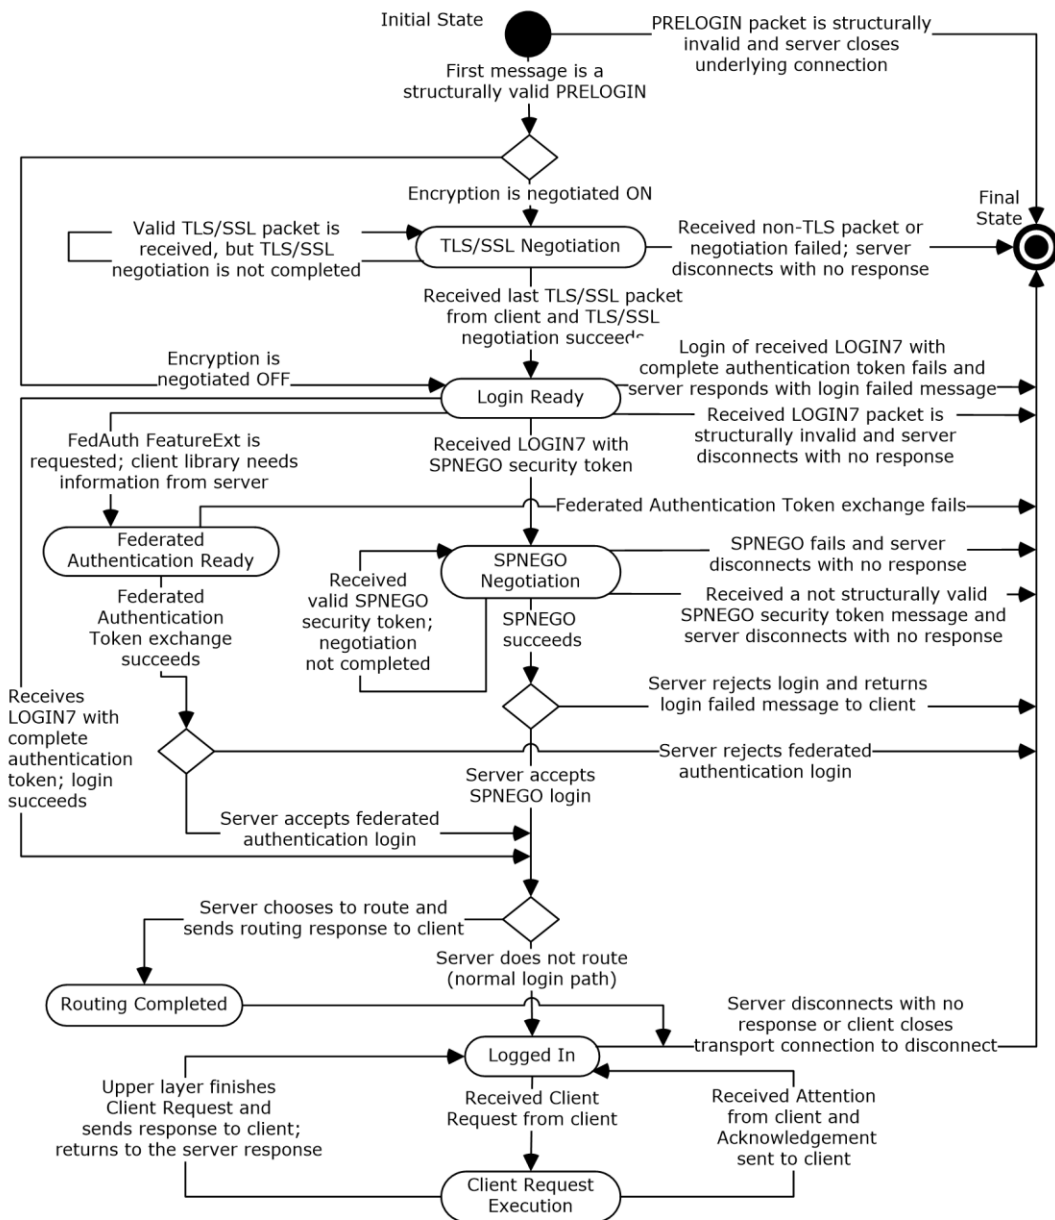 Initial State
PRELOGIN packet is structurally
invalid and server closes
underlying connection
First message is a
structurally valid PRELOGIN
Encryption is negotiated ON
Final
State
Valid TLS/SSL packet is
received, but TLS/SSL
negotiation is not completed
TLS/SSL Negotiation
Received non-TLS packet or
negotiation failed; server
disconnects with no response
Received last TLS/SSL packet
from client and TLS/SSL
negotiation succeeds
Encryption is
negotiated OFF
Login of received LOGIN7 with
complete authentication token fails and
server responds with login failed message
Login Ready
Received LOGIN7 packet is
structurally invalid and server
disconnects with no response
FedAuth FeatureExt is
requested; client library needs
information from server
Received LOGIN7 with
SPNEGO security token
Federated Authentication Token exchange fails
Federated
Authentication Ready
SPNEGO
Negotiation
SPNEGO fails and server
disconnects with no response
Received
valid SPNEGO
security token;
negotiation
not completed
Received a not structurally valid
SPNEGO security token message and
server disconnects with no response
Federated
Authentication
Token exchange
succeeds
SPNEGO
succeeds
Server rejects login and returns
login failed message to client
Receives
LOGIN7 with
complete
authentication
token; login
succeeds
Server rejects federated
authentication login
Server accepts
SPNEGO login
Server accepts federated
authentication login
Server chooses to route and
sends routing response to client
Server does not route
(normal login path)
Routing Completed
Server disconnects with no
response or client closes
transport connection to disconnect
Logged In
Upper layer finishes
Client Request and
sends response to client;
returns to the server response
Received Client
Request from client
Received Attention
from client and
Acknowledgement
sent to client
Client Request
Execution